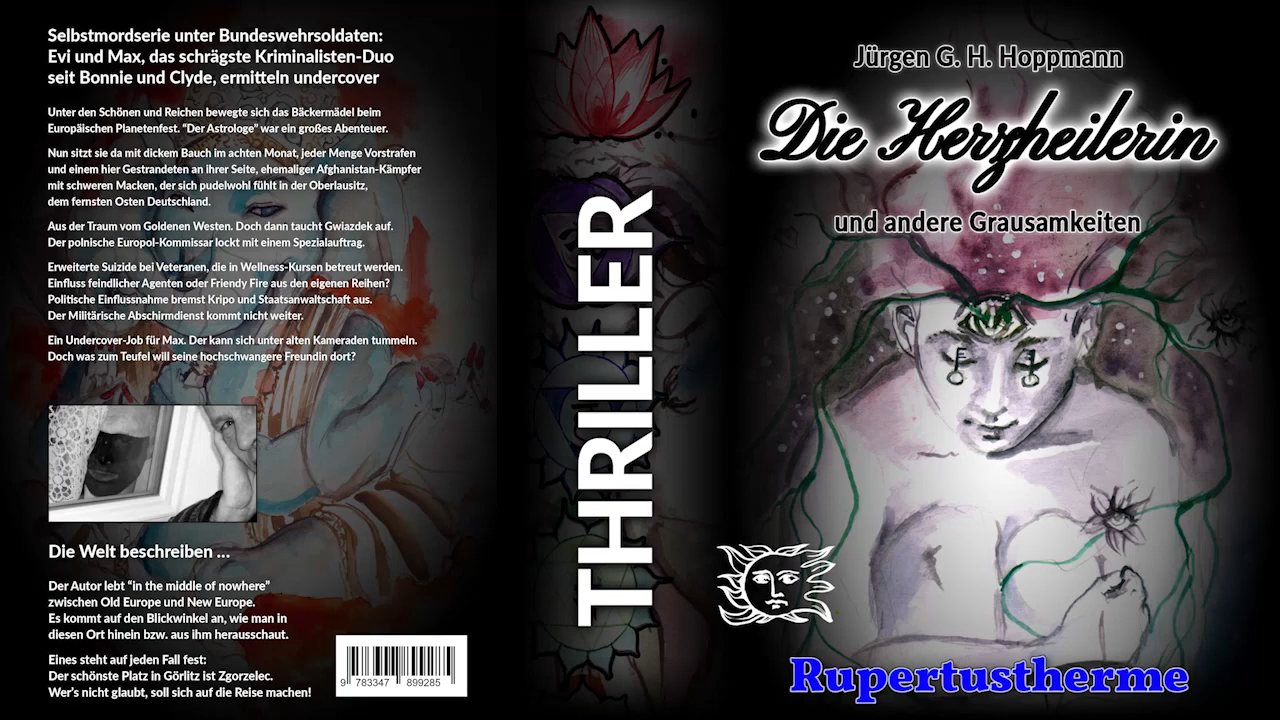 Selbstmordserie unter Bundeswehrsoldaten:
Evi und Max, das schrägste Kriminalisten-Duo
seit Bonnie und Clyde, ermitteln undercover
Unter den Schönen und Reichen bewegte sich das Bäckermädel beim
Europäischen Planetenfest. “Der Astrologe” war ein großes Abenteuer.
Nun sitzt sie da mit dickem Bauch im achten Monat, jeder Menge Vorstrafen
und einem hier Gestrandeten an ihrer Seite, ehemaliger Afghanistan-Kämpfer
mit schweren Macken, der sich pudelwohl fühlt in der Oberlausitz,
dem fernsten Osten Deutschland.
Aus der Traum vom Goldenen Westen. Doch dann taucht Gwiazdek auf.
Der polnische Europol-Kommissar lockt mit einem Spezialauftrag.
Erweiterte Suizide bei Veteranen, die in Wellness-Kursen betreut werden.
Einfluss feindlicher Agenten oder Friendy Fire aus den eigenen Reihen?
Politische Einflussnahme bremst Kripo und Staatsanwaltschaft aus.
Der Militärische Abschirmdienst kommt nicht weiter.
Ein Undercover-Job für Max. Der kann sich unter alten Kameraden tummeln.
Doch was zum Teufel will seine hochschwangere Freundin dort?
Die Welt beschreiben ...
Der Autor lebt “in the middle of nowhere”
zwischen Old Europe und New Europe.
Es kommt auf den Blickwinkel an, wie man in
diesen Ort hinein bzw. aus ihm herausschaut.
Eines steht auf jeden Fall fest:
Der schönste Platz in Görlitz ist Zgorzelec.
Wer's nicht glaubt, soll sich auf die Reise machen!
9 783347 899285
THRILLER
Jürgen G. H. Hoppmann
Die Herzheilerin
und andere Grausamkeiten
Rupertustherme